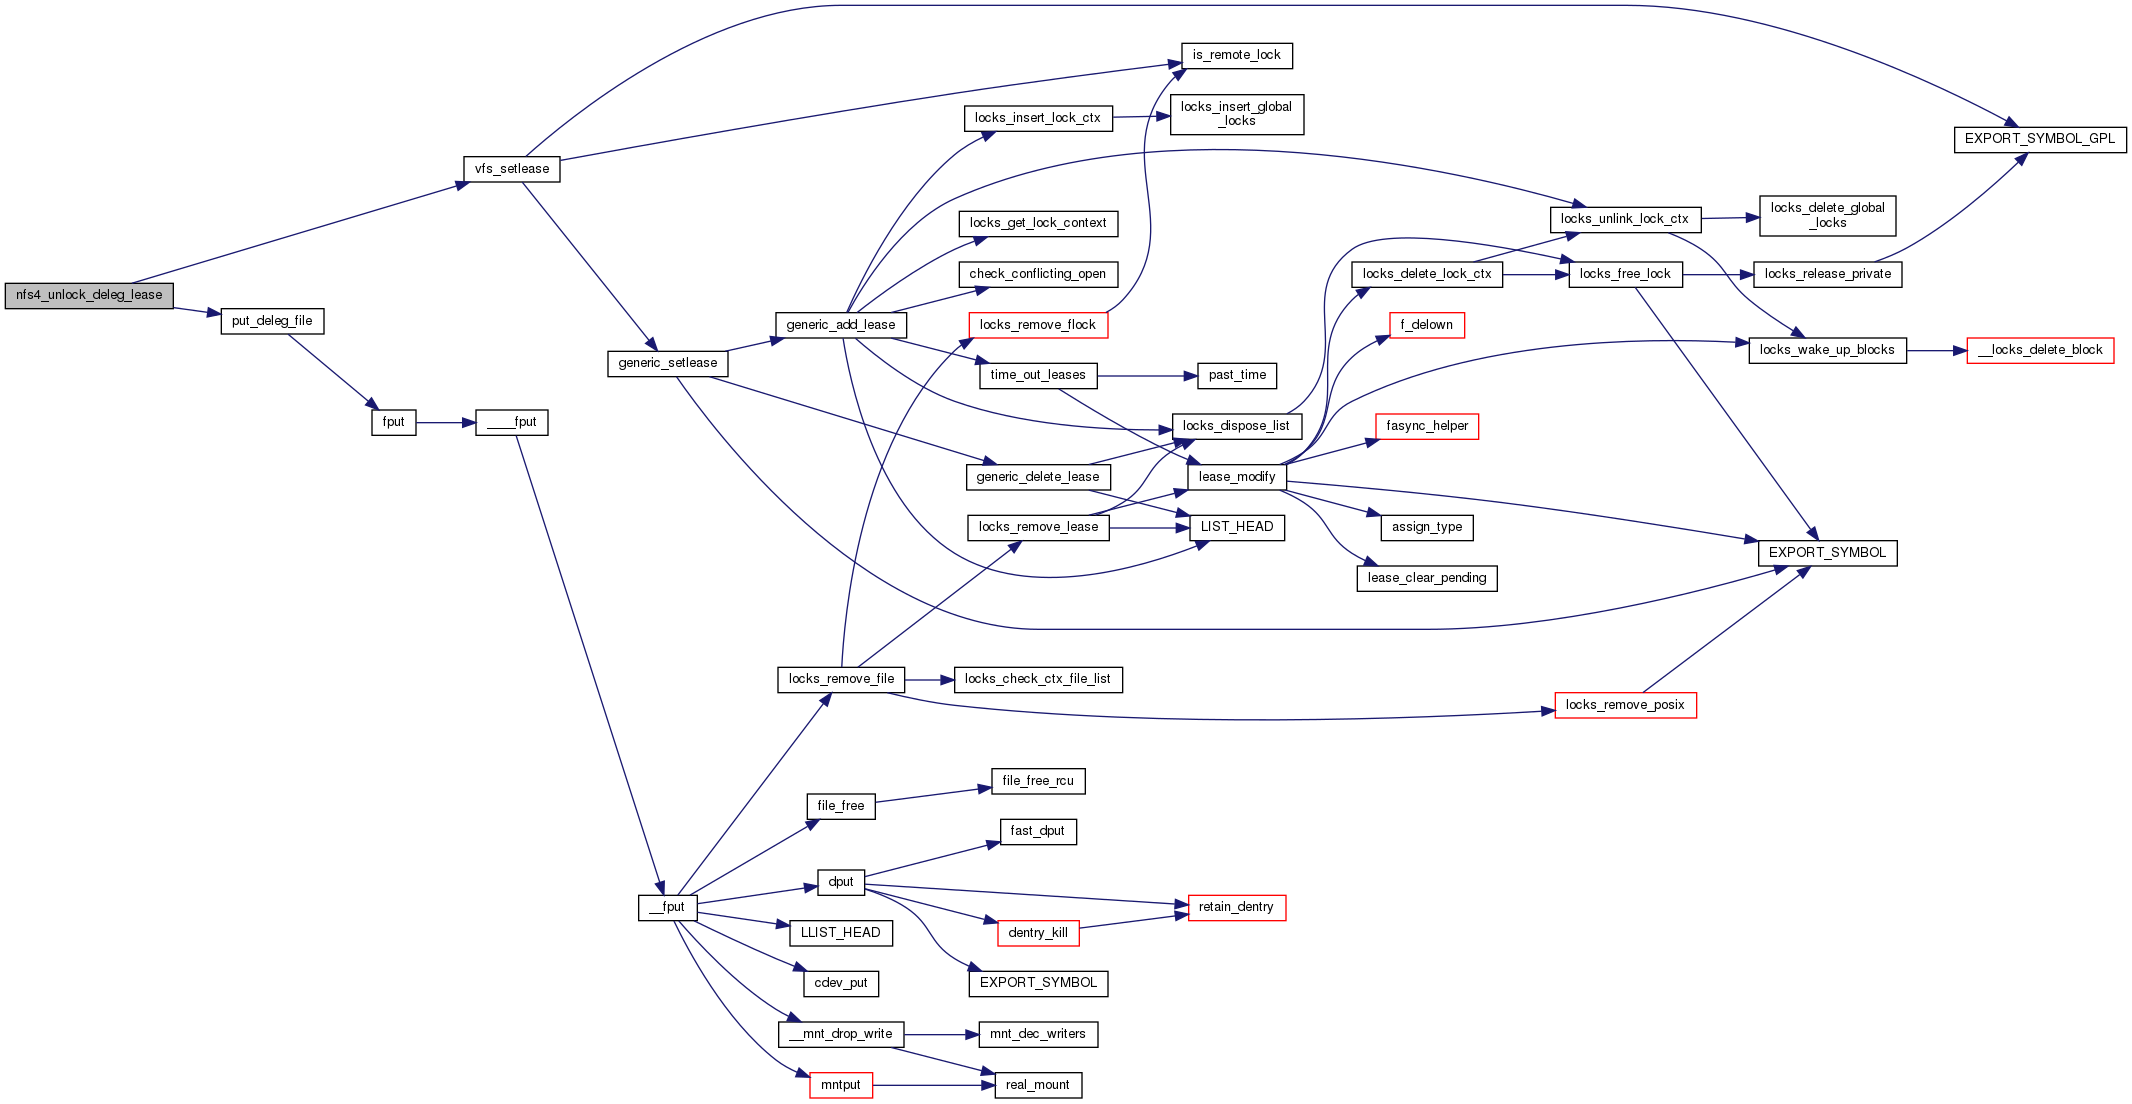 is_remote_lock
locks_insert_global
_locks
locks_insert_lock_ctx
EXPORT_SYMBOL_GPL
vfs_setlease
locks_delete_global
_locks
locks_unlink_lock_ctx
locks_get_lock_context
check_conflicting_open
locks_delete_lock_ctx
locks_free_lock
locks_release_private
nfs4_unlock_deleg_lease
put_deleg_file
generic_add_lease
locks_remove_flock
f_delown
locks_wake_up_blocks
__locks_delete_block
generic_setlease
time_out_leases
past_time
fput
____fput
locks_dispose_list
fasync_helper
generic_delete_lease
lease_modify
locks_remove_lease
LIST_HEAD
assign_type
EXPORT_SYMBOL
lease_clear_pending
locks_remove_file
locks_check_ctx_file_list
locks_remove_posix
file_free_rcu
file_free
fast_dput
dput
__fput
retain_dentry
LLIST_HEAD
dentry_kill
cdev_put
EXPORT_SYMBOL
__mnt_drop_write
mnt_dec_writers
mntput
real_mount